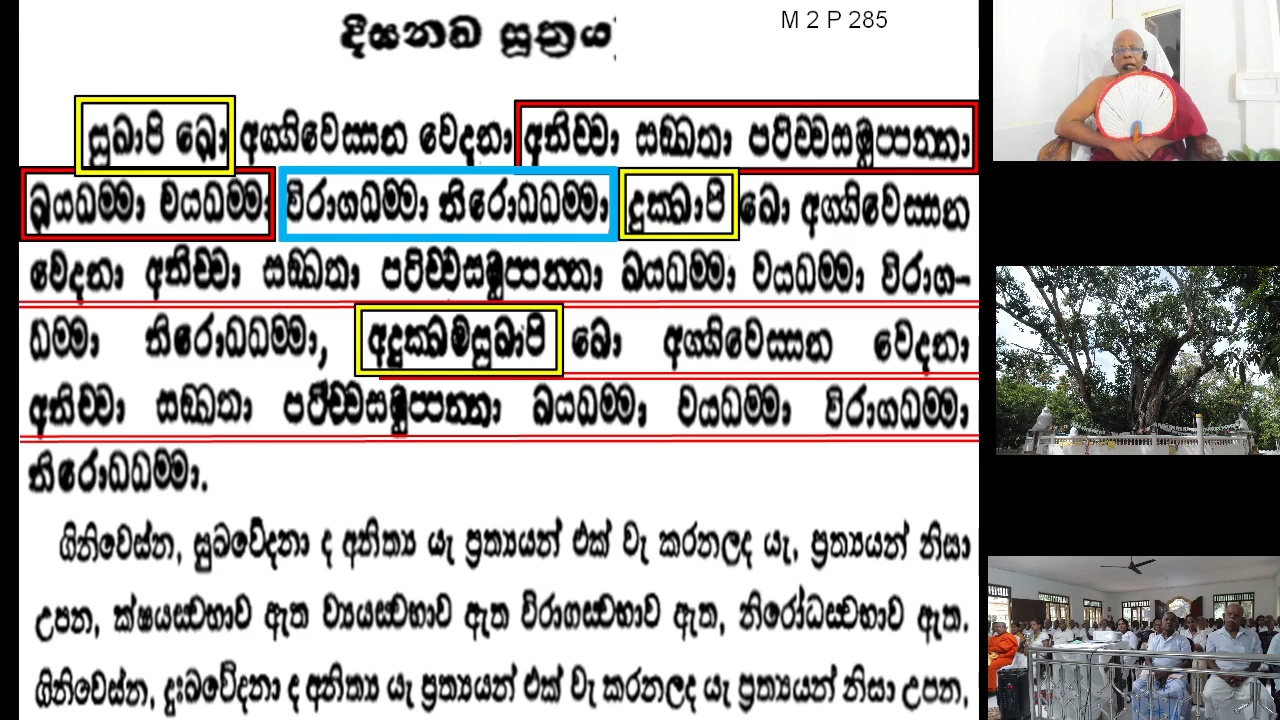 දීඝනඛ සූත්‍රය
M 2 P 285
සුඛාපි ඛො අග්ගිවෙස්සන වෙදනා අනිච්චා සඞ්ඛතා පටිච්චසමුප්පන්නා
ඛයධම්මා වයධම්මා විරාගධම්මා නිරොධධම්මා දුක්ඛාපි ඛො අග්ගිවෙස්සන
වෙදනා අනිච්චා සඞ්ඛතා පටිච්චසමුප්පන්නා ඛයධම්මා වයධම්මා විරාග-
ධම්මා නිරොධධම්මා, අදුක්ඛමසුඛාපි ඛො අග්ගිවෙස්සන වෙදනා
අනිච්චා සඞ්ඛතා පටිච්චසමුප්පන්නා ඛයධම්මා වයධම්මා විරාගධම්මා
නිරොධධම්මා.
ගිනිවෙස්න, සුඛවේදනා ද අනිත්‍ය යැ ප්‍රත්‍යයන් එක් වැ කරනලද යැ, ප්‍රත්‍යයන් නිසා
උපන, ක්ෂයස්වභාව ඇත ව්‍යයස්වභාව ඇත විරාගස්වභාව ඇත, නිරෝධස්වභාව ඇත.
ගිනිවෙස්න, දුඃඛවේදනා ද අනිත්‍ය යැ ප්‍රත්‍යයන් එක් වැ කරනලද යැ ප්‍රත්‍යයන් නිසා උපන,